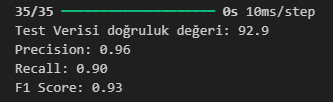 35/35 ━━━━━━━━━━━━━━━━━━━━ 0s 10ms/step
Test Verisi doğruluk değeri: 92.9
Precision: 0.96
Recall: 0.90
F1 Score: 0.93